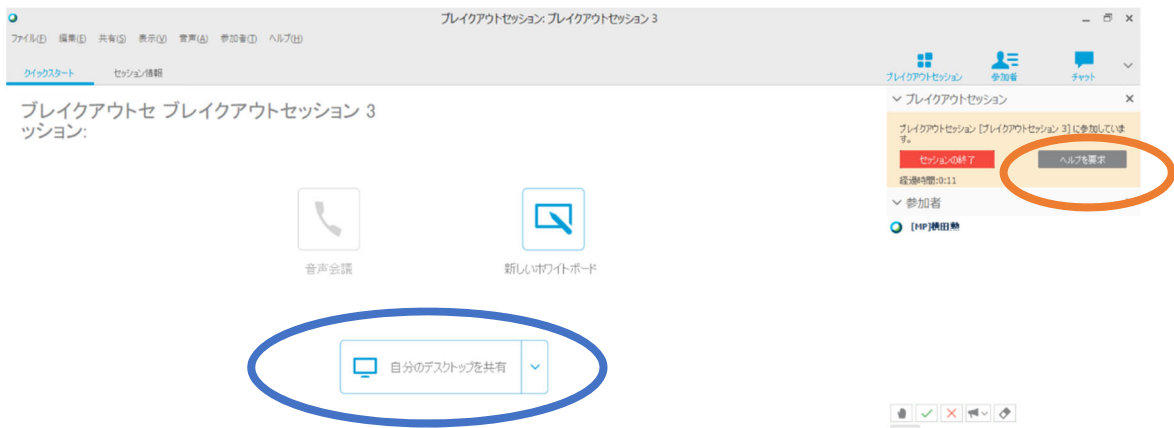 ブレイクアウトセッション: ブレイクアウトセッション 3
ファイル(F) 編集(E) 共有(S) 表示(V) 音声(A) 参加者(T) ヘルプ(H)
クイックスタート セッション情報
ブレイクアウトセッション 参加者 チャット
ブレイクアウトセ ブレイクアウトセッション 3
ッション:
音声会議
新しいホワイトボード
自分のデスクトップを共有
ブレイクアウトセッション
ブレイクアウトセッション [ブレイクアウトセッション 3] に参加していま
す。
セッションの終了 ヘルプを要求
経過時間:0:11
参加者
[MP]横田勲